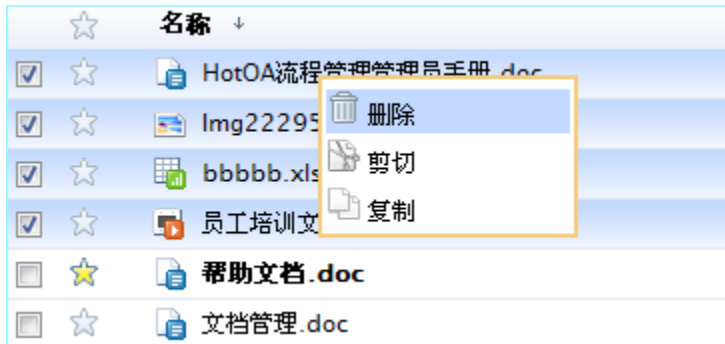 名称 ↓
HotOA流程管理管理员手册.doc
删除
Img22295
剪切
bbbbb.xls
复制
员工培训文
帮助文档.doc
文档管理.doc